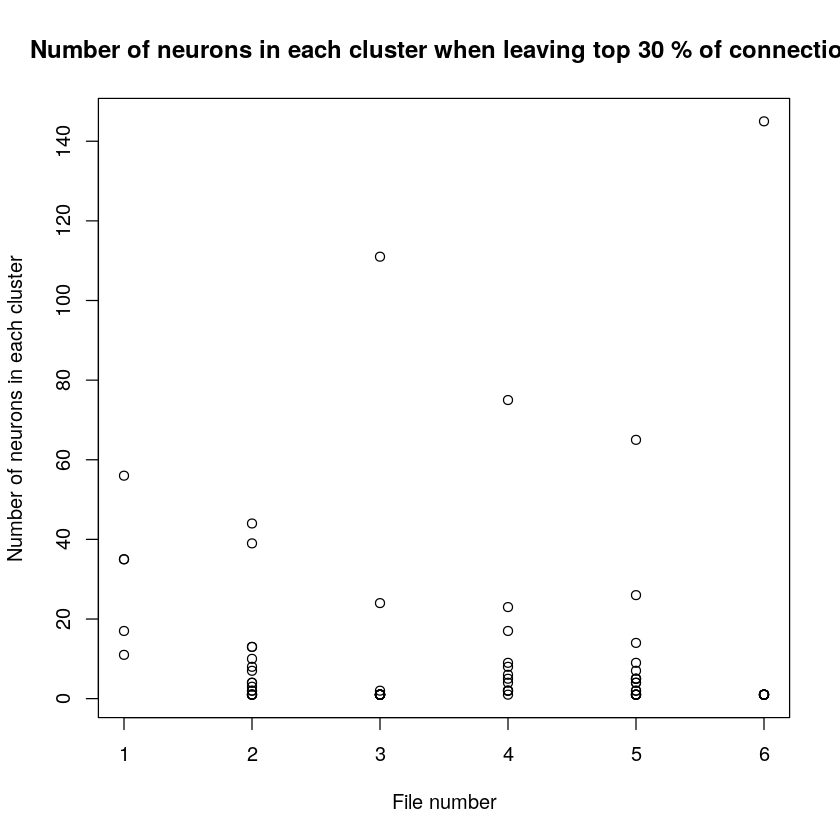 Number of neurons in each cluster when leaving top 30 % of connectio
Number of neurons in each cluster
140
120
100
80
60
40
20
0
1 2 3 4 5 6
File number